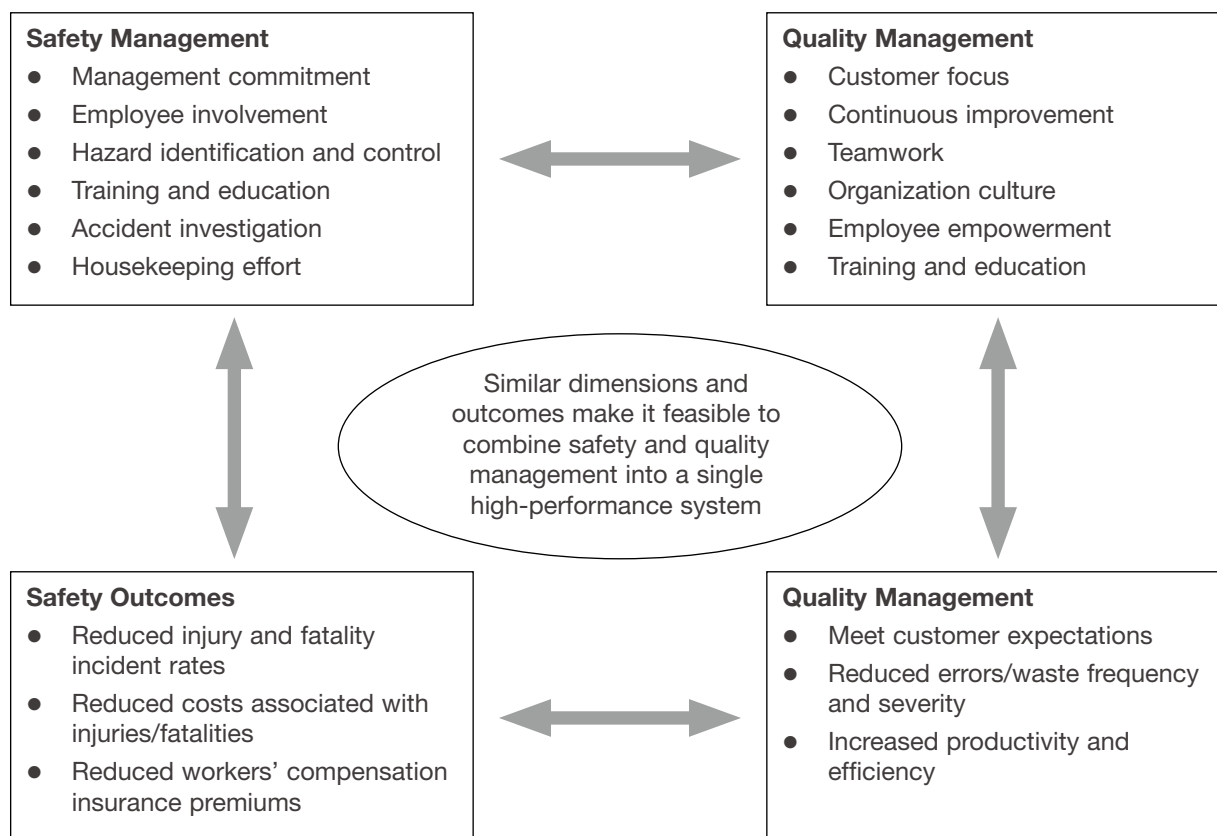 Safety Management
● Management commitment
● Employee involvement
● Hazard identification and control
● Training and education
● Accident investigation
● Housekeeping effort
Quality Management
● Customer focus
● Continuous improvement
● Teamwork
● Organization culture
● Employee empowerment
● Training and education
Similar dimensions and
outcomes make it feasible to
combine safety and quality
management into a single
high-performance system
Safety Outcomes
● Reduced injury and fatality
incident rates
● Reduced costs associated with
injuries/fatalities
● Reduced workers’ compensation
insurance premiums
Quality Management
● Meet customer expectations
● Reduced errors/waste frequency
and severity
● Increased productivity and
efficiency